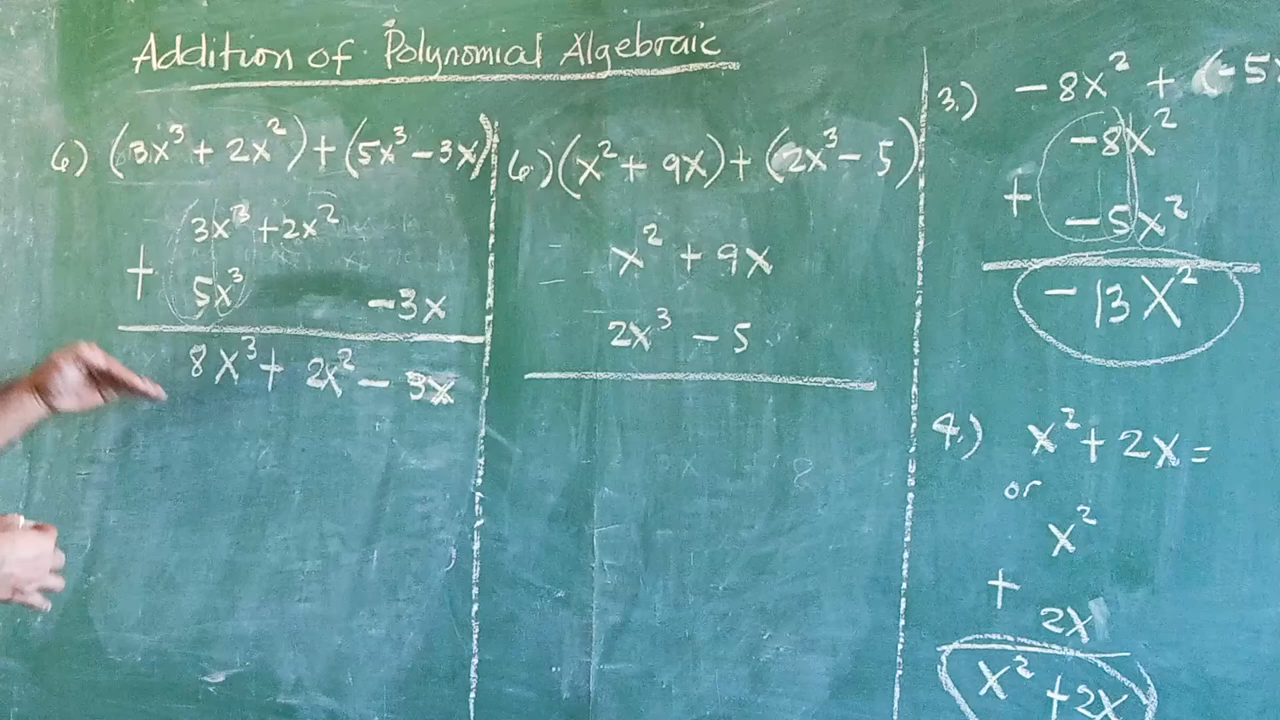 Addition of Polynomial Algebraic
6) (3x³ + 2x²) + (5x³ - 3x)
3x³ + 2x²
+ 5x³ - 3x
8x³ + 2x² - 3x
6.) (x² + 9x) + (2x³ - 5)
x² + 9x
2x³ - 5
3.) - 8x² + (-5x
-8x²
+ -5x²
- 13x²
4.) x² + 2x =
or
x²
+ 2x
x² + 2x